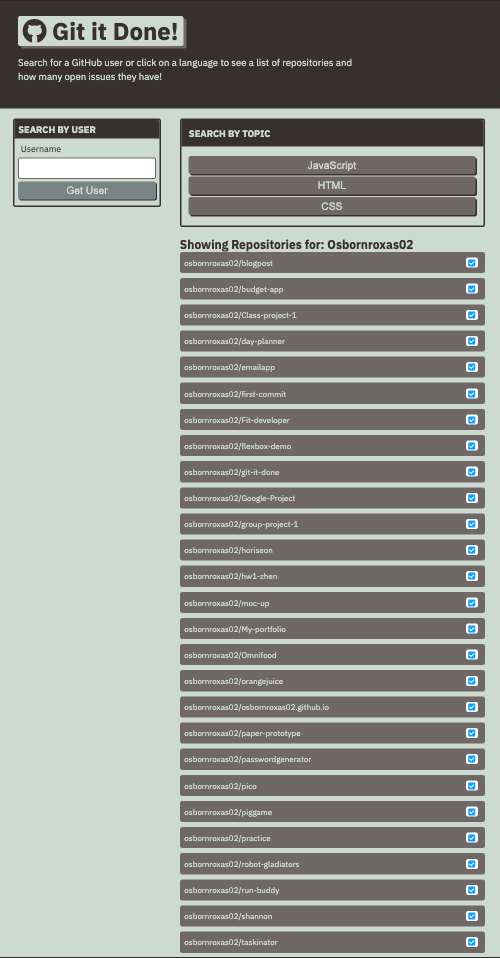 Git it Done!
Search for a GitHub user or click on a language to see a list of repositories and
how many open issues they have!
SEARCH BY USER
Username
Get User
SEARCH BY TOPIC
JavaScript
HTML
CSS
Showing Repositories for: Osbornroxas02
osbornroxas02/blogpost
osbornroxas02/budget-app
osbornroxas02/Class-project-1
osbornroxas02/day-planner
osbornroxas02/emailapp
osbornroxas02/first-commit
osbornroxas02/Fit-developer
osbornroxas02/flexbox-demo
osbornroxas02/git-it-done
osbornroxas02/Google-Project
osbornroxas02/group-project-1
osbornroxas02/horiseon
osbornroxas02/hw1-zhen
osbornroxas02/moc-up
osbornroxas02/My-portfolio
osbornroxas02/Omnifood
osbornroxas02/orangejuice
osbornroxas02/osbornroxas02.github.io
osbornroxas02/paper-prototype
osbornroxas02/passwordgenerator
osbornroxas02/pico
osbornroxas02/piggame
osbornroxas02/practice
osbornroxas02/robot-gladiators
osbornroxas02/run-buddy
osbornroxas02/shannon
osbornroxas02/taskinator